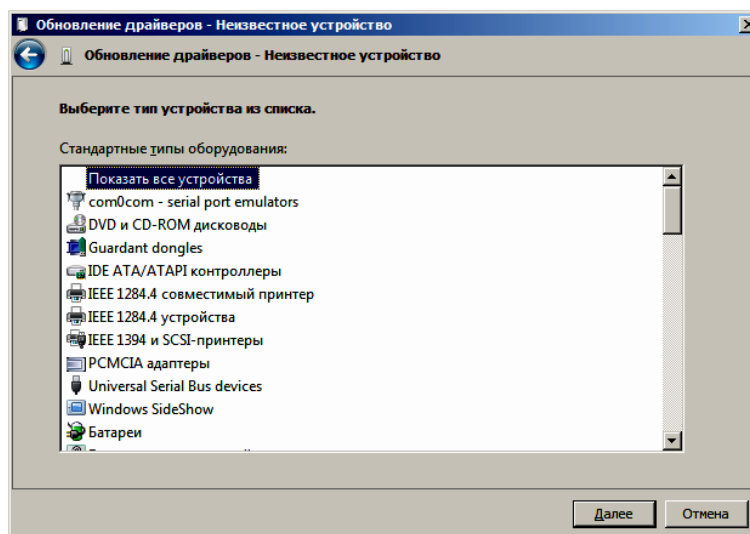 Обновление драйверов - Неизвестное устройство
Обновление драйверов - Неизвестное устройство
Выберите тип устройства из списка.
Стандартные типы оборудования:
Показать все устройства
com0com - serial port emulators
DVD и CD-ROM дисководы
Guardant dongles
IDE ATA/ATAPI контроллеры
IEEE 1284.4 совместимый принтер
IEEE 1284.4 устройства
IEEE 1394 и SCSI-принтеры
PCMCIA адаптеры
Universal Serial Bus devices
Windows SideShow
Батареи
Далее Отмена